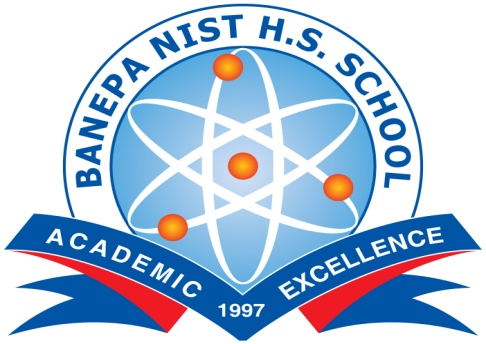 BANEPA NIST H.S. SCHOOL
ACADEMIC EXCELLENCE
1997